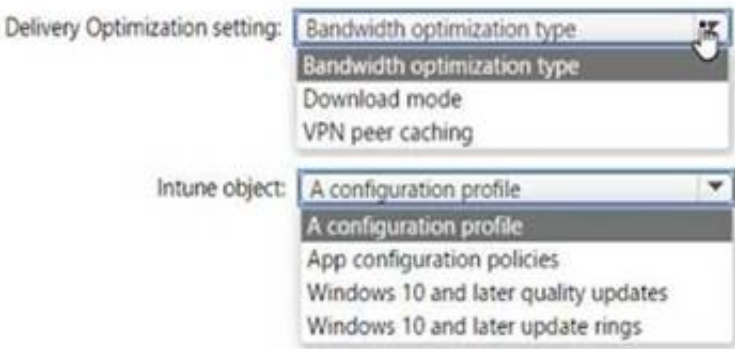 Delivery Optimization setting: Bandwidth optimization type
Bandwidth optimization type
Download mode
VPN peer caching
Intune object: A configuration profile
A configuration profile
App configuration policies
Windows 10 and later quality updates
Windows 10 and later update rings